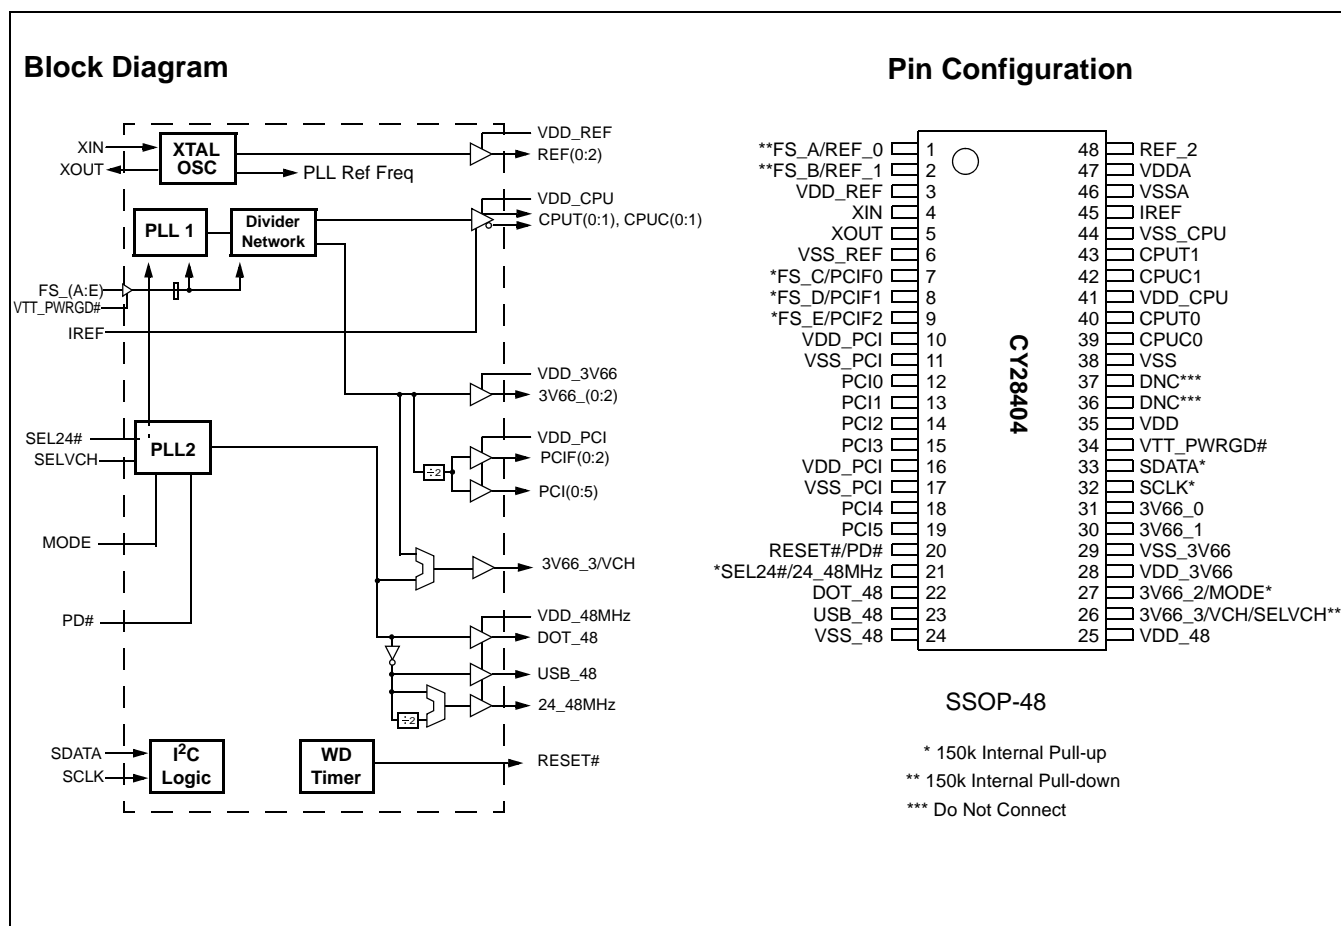 Block Diagram
XIN
XOUT
XTAL
OSC
VDD_REF
REF(0:2)
PLL Ref Freq
PLL 1
Divider
Network
VDD_CPU
CPUT(0:1), CPUC(0:1)
FS_(A:E)
VTT_PWRGD#
IREF
VDD_3V66
3V66_(0:2)
SEL24#
SELVCH
PLL2
VDD_PCI
PCIF(0:2)
÷2
PCI(0:5)
MODE
3V66_3/VCH
PD#
VDD_48MHz
DOT_48
USB_48
÷2
24_48MHz
SDATA
SCLK
I2C
Logic
WD
Timer
RESET#
Pin Configuration
**FS_A/REF_0 1
**FS_B/REF_1 2
VDD_REF 3
XIN 4
XOUT 5
VSS_REF 6
*FS_C/PCIF0 7
*FS_D/PCIF1 8
*FS_E/PCIF2 9
VDD_PCI 10
VSS_PCI 11
PCI0 12
PCI1 13
PCI2 14
PCI3 15
VDD_PCI 16
VSS_PCI 17
PCI4 18
PCI5 19
RESET#/PD# 20
*SEL24#/24_48MHz 21
DOT_48 22
USB_48 23
VSS_48 24
CY28404
48 REF_2
47 VDDA
46 VSSA
45 IREF
44 VSS_CPU
43 CPUT1
42 CPUC1
41 VDD_CPU
40 CPUT0
39 CPUC0
38 VSS
37 DNC***
36 DNC***
35 VDD
34 VTT_PWRGD#
33 SDATA*
32 SCLK*
31 3V66_0
30 3V66_1
29 VSS_3V66
28 VDD_3V66
27 3V66_2/MODE*
26 3V66_3/VCH/SELVCH**
25 VDD_48
SSOP-48
* 150k Internal Pull-up
** 150k Internal Pull-down
*** Do Not Connect